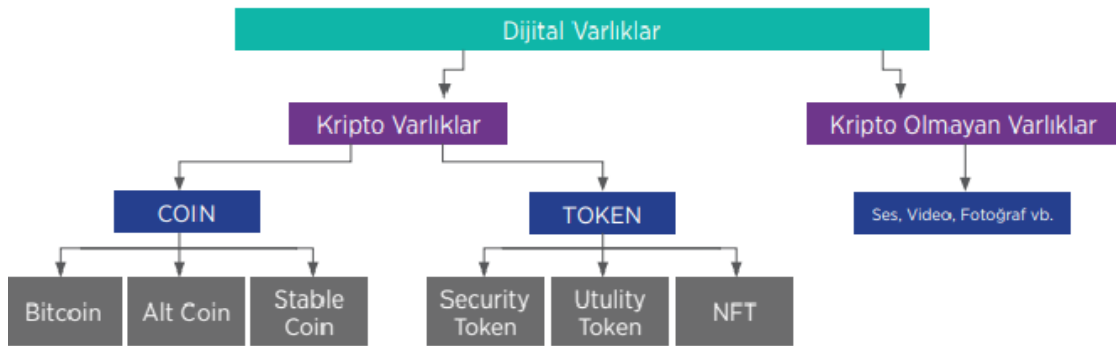 Dijital Varlıklar
Kripto Varlıklar
Kripto Olmayan Varlıklar
COIN
TOKEN
Ses, Video, Fotoğraf vb.
Bitcoin
Alt Coin
Stable
Coin
Security
Token
Utulity
Token
NFT